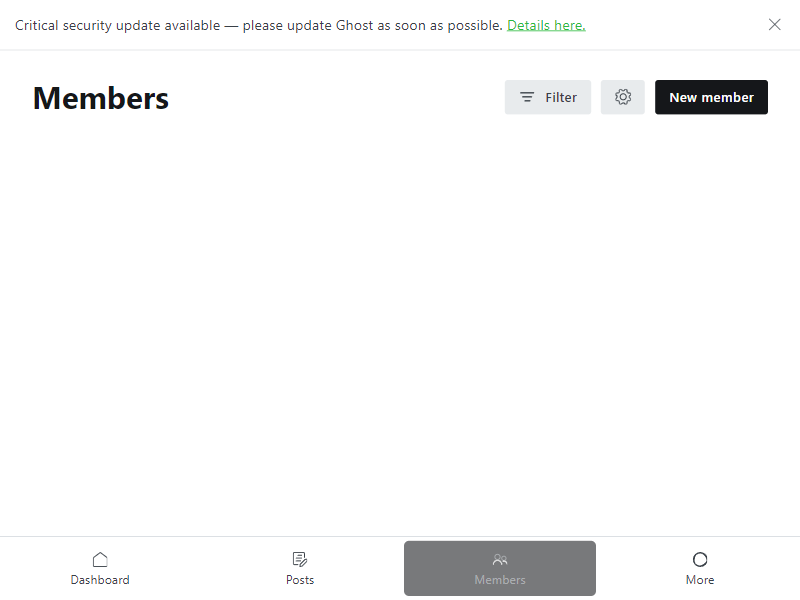 Critical security update available — please update Ghost as soon as possible. Details here.
Members
Filter
New member
Dashboard
Posts
Members
More